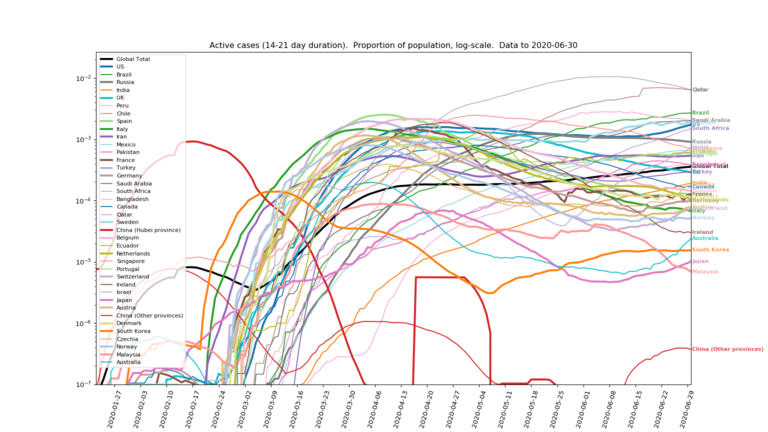 Active cases (14-21 day duration).  Proportion of population, log-scale.  Data to 2020-06-30
10⁻²
10⁻³
10⁻⁴
10⁻⁵
10⁻⁶
10⁻⁷
Global Total
US
Brazil
Russia
India
UK
Peru
Chile
Spain
Italy
Iran
Mexico
Pakistan
France
Turkey
Germany
Saudi Arabia
South Africa
Bangladesh
Canada
Qatar
Sweden
China (Hubei province)
Belgium
Ecuador
Netherlands
Singapore
Portugal
Switzerland
Ireland
Israel
Japan
Austria
China (Other provinces)
Denmark
South Korea
Czechia
Norway
Malaysia
Australia
Qatar
Brazil
Saudi Arabia
South Africa
Russia
Global Total
Turkey
Canada
France
Italy
Norway
Ireland
Australia
South Korea
Japan
Malaysia
China (Other provinces)
2020-01-27
2020-02-03
2020-02-10
2020-02-17
2020-02-24
2020-03-02
2020-03-09
2020-03-16
2020-03-23
2020-03-30
2020-04-06
2020-04-13
2020-04-20
2020-04-27
2020-05-04
2020-05-11
2020-05-18
2020-05-25
2020-06-01
2020-06-08
2020-06-15
2020-06-22
2020-06-29